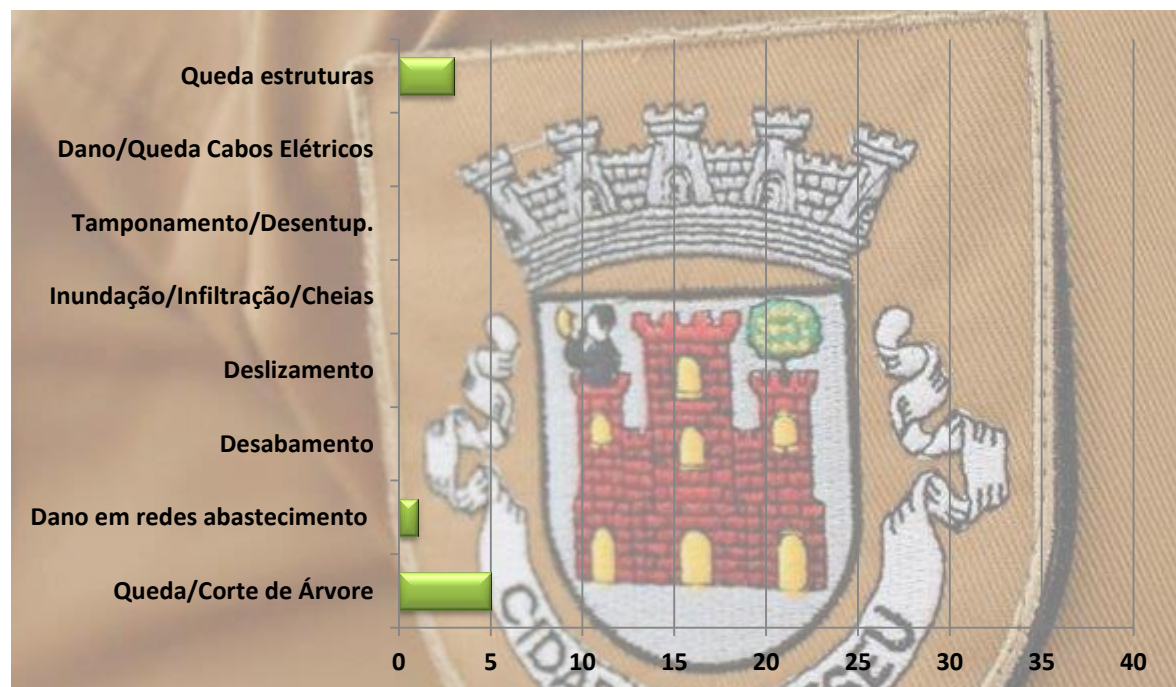 Queda estruturas
Dano/Queda Cabos Elétricos
Tamponamento/Desentup.
Inundação/Infiltração/Cheias
Deslizamento
Desabamento
Dano em redes abastecimento
Queda/Corte de Árvore
0 5 10 15 20 25 30 35 40